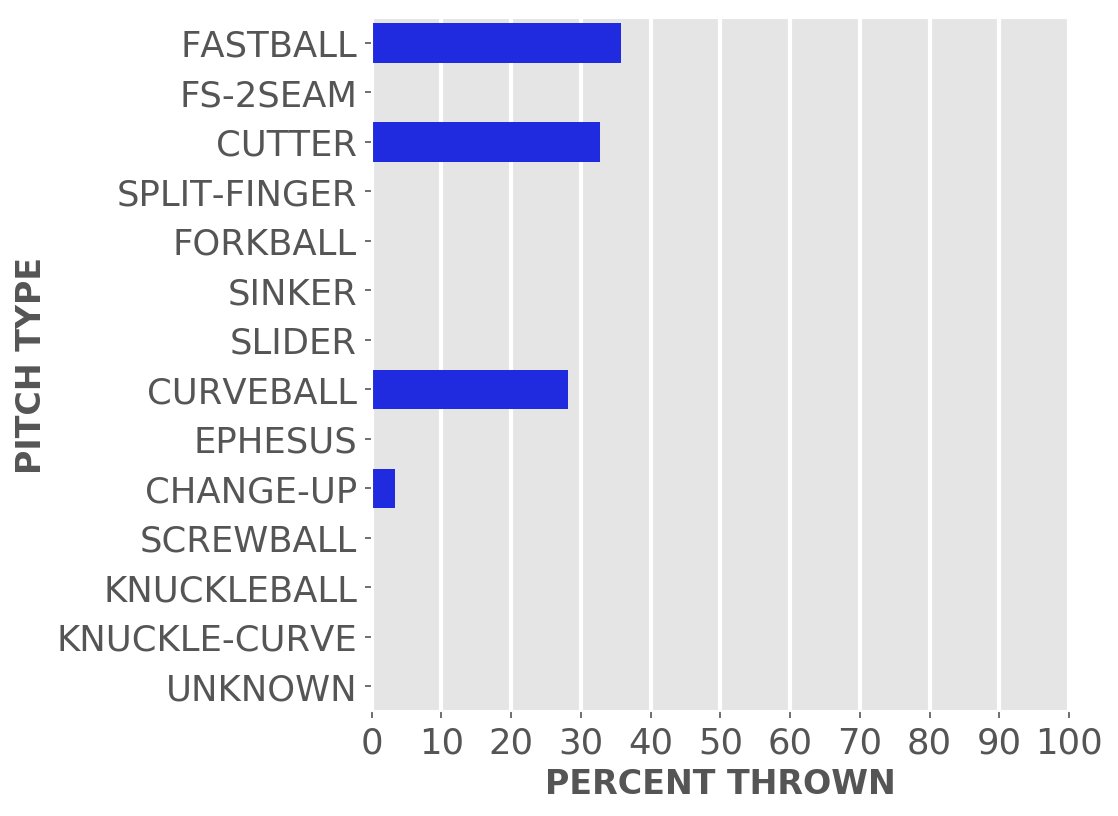 FASTBALL
FS-2SEAM
CUTTER
SPLIT-FINGER
FORKBALL
SINKER
SLIDER
CURVEBALL
EPHESUS
CHANGE-UP
SCREWBALL
KNUCKLEBALL
KNUCKLE-CURVE
UNKNOWN
PITCH TYPE
0 10 20 30 40 50 60 70 80 90 100
PERCENT THROWN